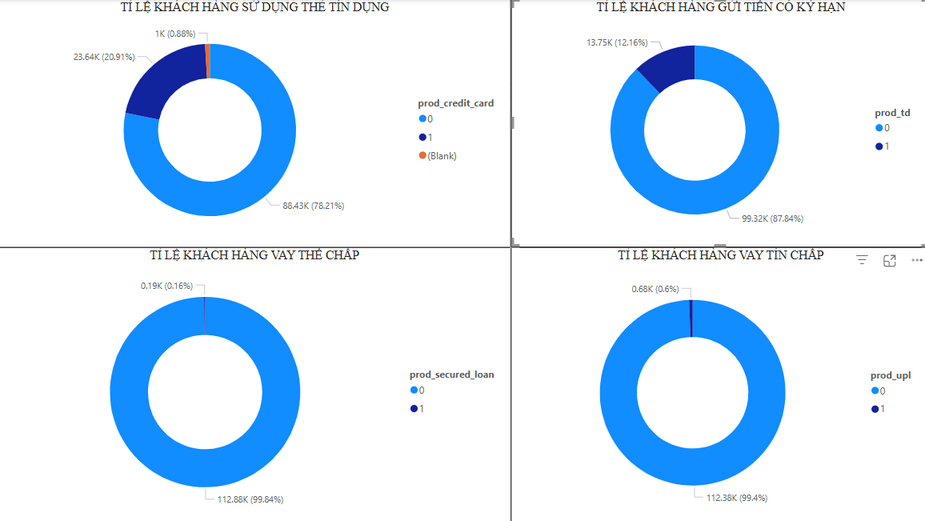 TỈ LỆ KHÁCH HÀNG SỬ DỤNG THẺ TÍN DỤNG
1K (0.88%)
23.64K (20.91%)
88.43K (78.21%)
prod_credit_card
0
1
(Blank)
TỈ LỆ KHÁCH HÀNG GỬI TIỀN CÓ KỲ HẠN
13.75K (12.16%)
99.32K (87.84%)
prod_td
0
1
TỈ LỆ KHÁCH HÀNG VAY THẾ CHẤP
0.19K (0.16%)
112.88K (99.84%)
prod_secured_loan
0
1
TỈ LỆ KHÁCH HÀNG VAY TÍN CHẤP
0.68K (0.6%)
112.38K (99.4%)
prod_upl
0
1